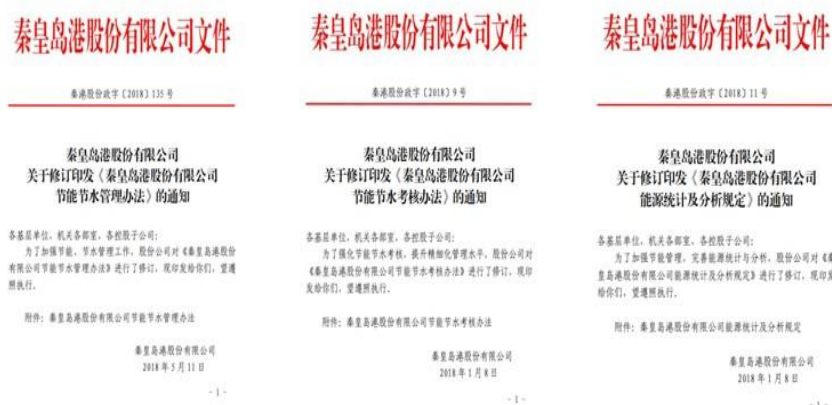 秦皇岛港股份有限公司文件
秦港股份政字〔2018〕135 号
秦皇岛港股份有限公司
关于修订印发《秦皇岛港股份有限公司
节能节水管理办法》的通知
各基层单位，机关各部室，各控股子公司：
为了加强节能、节水管理工作，股份公司对《秦皇岛港股份
有限公司节能节水管理办法》进行了修订，现印发给你们，望遵
照执行。
附件：秦皇岛港股份有限公司节能节水管理办法
秦皇岛港股份有限公司
2018 年 5 月 11 日
- 1 -
秦皇岛港股份有限公司文件
秦港股份政字〔2018〕9 号
秦皇岛港股份有限公司
关于修订印发《秦皇岛港股份有限公司
节能节水考核办法》的通知
各基层单位，机关各部室，各控股子公司：
为了强化节能节水考核，提升精细化管理水平，股份公司对
《秦皇岛港股份有限公司节能节水考核办法》进行了修订，现印
发给你们，望遵照执行。
附件：秦皇岛港股份有限公司节能节水考核办法
秦皇岛港股份有限公司
2018 年 1 月 8 日
- 1 -
秦皇岛港股份有限公司文件
秦港股份政字〔2018〕11 号
秦皇岛港股份有限公司
关于修订印发《秦皇岛港股份有限公司
能源统计及分析规定》的通知
各基层单位，机关各部室，各控股子公司：
为了加强节能管理，完善能源统计与分析，股份公司对《秦
皇岛港股份有限公司能源统计及分析规定》进行了修订，现印发
给你们，望遵照执行。
附件：秦皇岛港股份有限公司能源统计及分析规定
秦皇岛港股份有限公司
2018 年 1 月 8 日